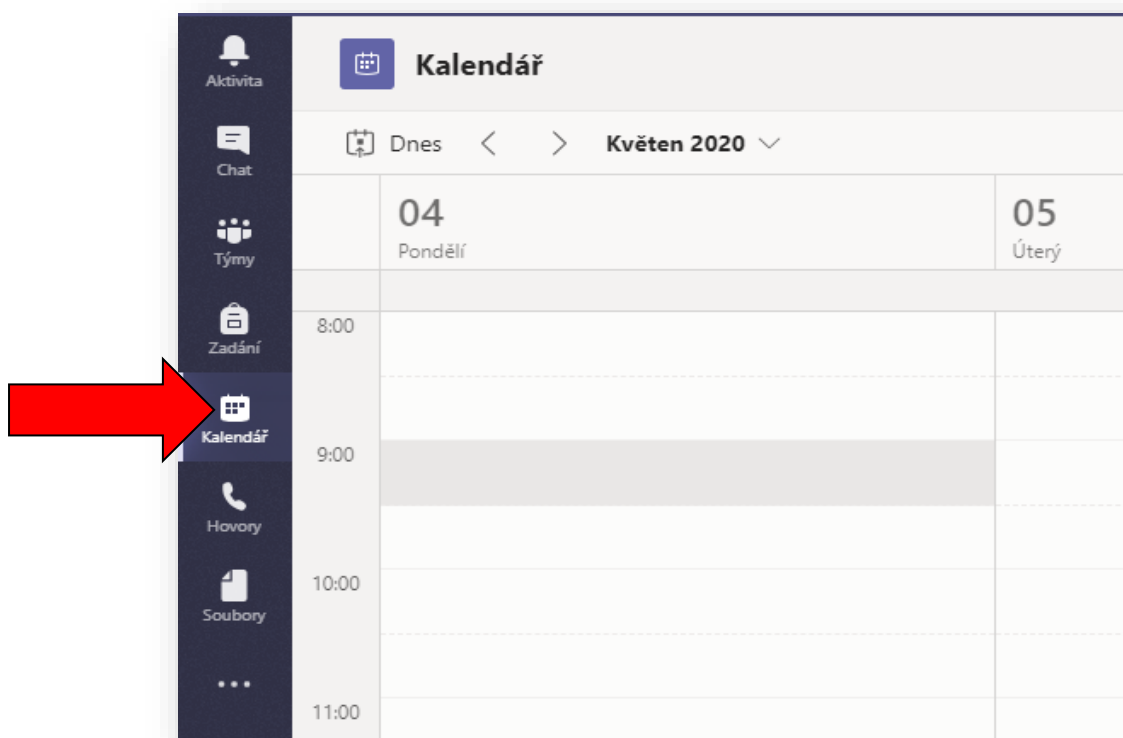 Aktivita
Chat
Týmy
Zadání
Kalendář
Hovory
Soubory
Kalendář
Dnes Květen 2020
04 05
Pondělí Úterý
8:00
9:00
10:00
11:00